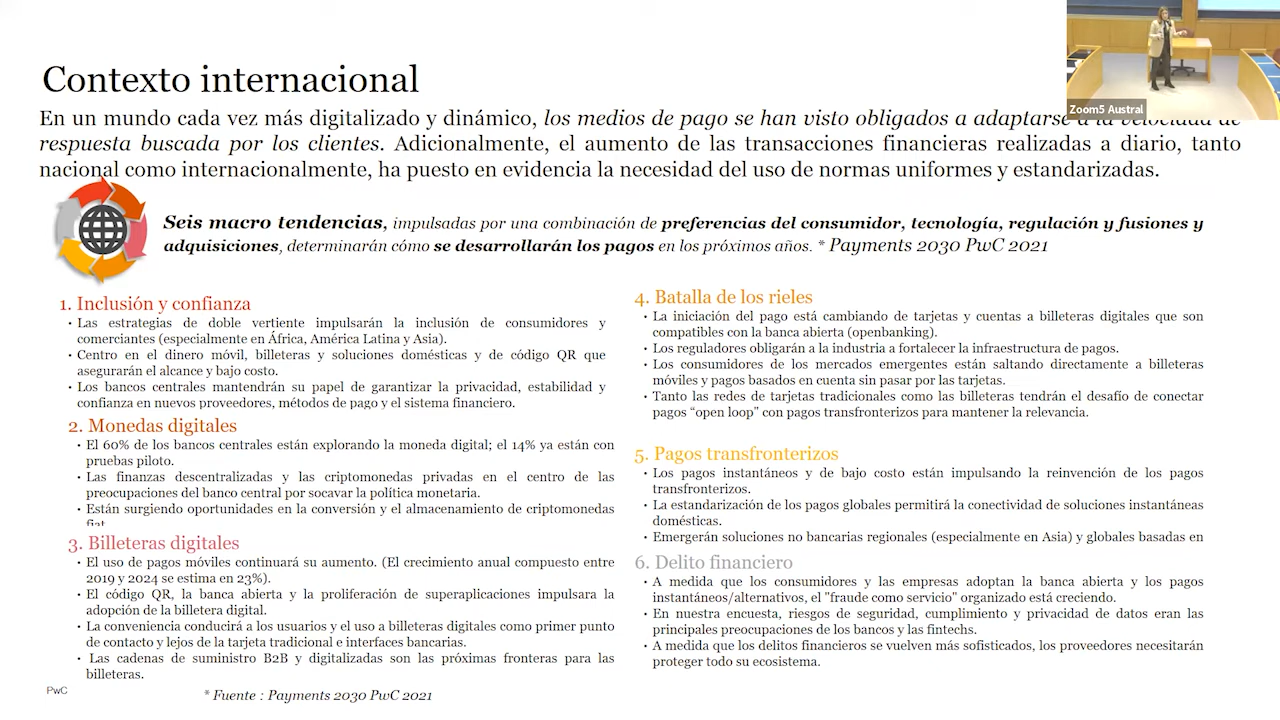 Contexto internacional
En un mundo cada vez más digitalizado y dinámico, los medios de pago se han visto obligados a adaptarse a la velocidad de
respuesta buscada por los clientes. Adicionalmente, el aumento de las transacciones financieras realizadas a diario, tanto
nacional como internacionalmente, ha puesto en evidencia la necesidad del uso de normas uniformes y estandarizadas.
Zoom5 Austral
Seis macro tendencias, impulsadas por una combinación de preferencias del consumidor, tecnología, regulación y fusiones y
adquisiciones, determinarán cómo se desarrollarán los pagos en los próximos años. * Payments 2030 PwC 2021
1. Inclusión y confianza
• Las estrategias de doble vertiente impulsarán la inclusión de consumidores y
comerciantes (especialmente en África, América Latina y Asia).
• Centro en el dinero móvil, billeteras y soluciones domésticas y de código QR que
asegurarán el alcance y bajo costo.
• Los bancos centrales mantendrán su papel de garantizar la privacidad, estabilidad y
confianza en nuevos proveedores, métodos de pago y el sistema financiero.
2. Monedas digitales
• El 60% de los bancos centrales están explorando la moneda digital; el 14% ya están con
pruebas piloto.
• Las finanzas descentralizadas y las criptomonedas privadas en el centro de las
preocupaciones del banco central por socavar la política monetaria.
• Están surgiendo oportunidades en la conversión y el almacenamiento de criptomonedas
fiat.
3. Billeteras digitales
• El uso de pagos móviles continuará su aumento. (El crecimiento anual compuesto entre
2019 y 2024 se estima en 23%).
• El código QR, la banca abierta y la proliferación de superaplicaciones impulsara la
adopción de la billetera digital.
• La conveniencia conducirá a los usuarios y el uso a billeteras digitales como primer punto
de contacto y lejos de la tarjeta tradicional e interfaces bancarias.
• Las cadenas de suministro B2B y digitalizadas son las próximas fronteras para las
billeteras.
4. Batalla de los rieles
• La iniciación del pago está cambiando de tarjetas y cuentas a billeteras digitales que son
compatibles con la banca abierta (openbanking).
• Los reguladores obligarán a la industria a fortalecer la infraestructura de pagos.
• Los consumidores de los mercados emergentes están saltando directamente a billeteras
móviles y pagos basados en cuenta sin pasar por las tarjetas.
• Tanto las redes de tarjetas tradicionales como las billeteras tendrán el desafío de conectar
pagos “open loop” con pagos transfronterizos para mantener la relevancia.
5. Pagos transfronterizos
• Los pagos instantáneos y de bajo costo están impulsando la reinvención de los pagos
transfronterizos.
• La estandarización de los pagos globales permitirá la conectividad de soluciones instantáneas
domésticas.
• Emergerán soluciones no bancarias regionales (especialmente en Asia) y globales basadas en
6. Delito financiero
• A medida que los consumidores y las empresas adoptan la banca abierta y los pagos
instantáneos/alternativos, el "fraude como servicio" organizado está creciendo.
• En nuestra encuesta, riesgos de seguridad, cumplimiento y privacidad de datos eran las
principales preocupaciones de los bancos y las fintechs.
• A medida que los delitos financieros se vuelven más sofisticados, los proveedores necesitarán
proteger todo su ecosistema.
PwC
* Fuente : Payments 2030 PwC 2021